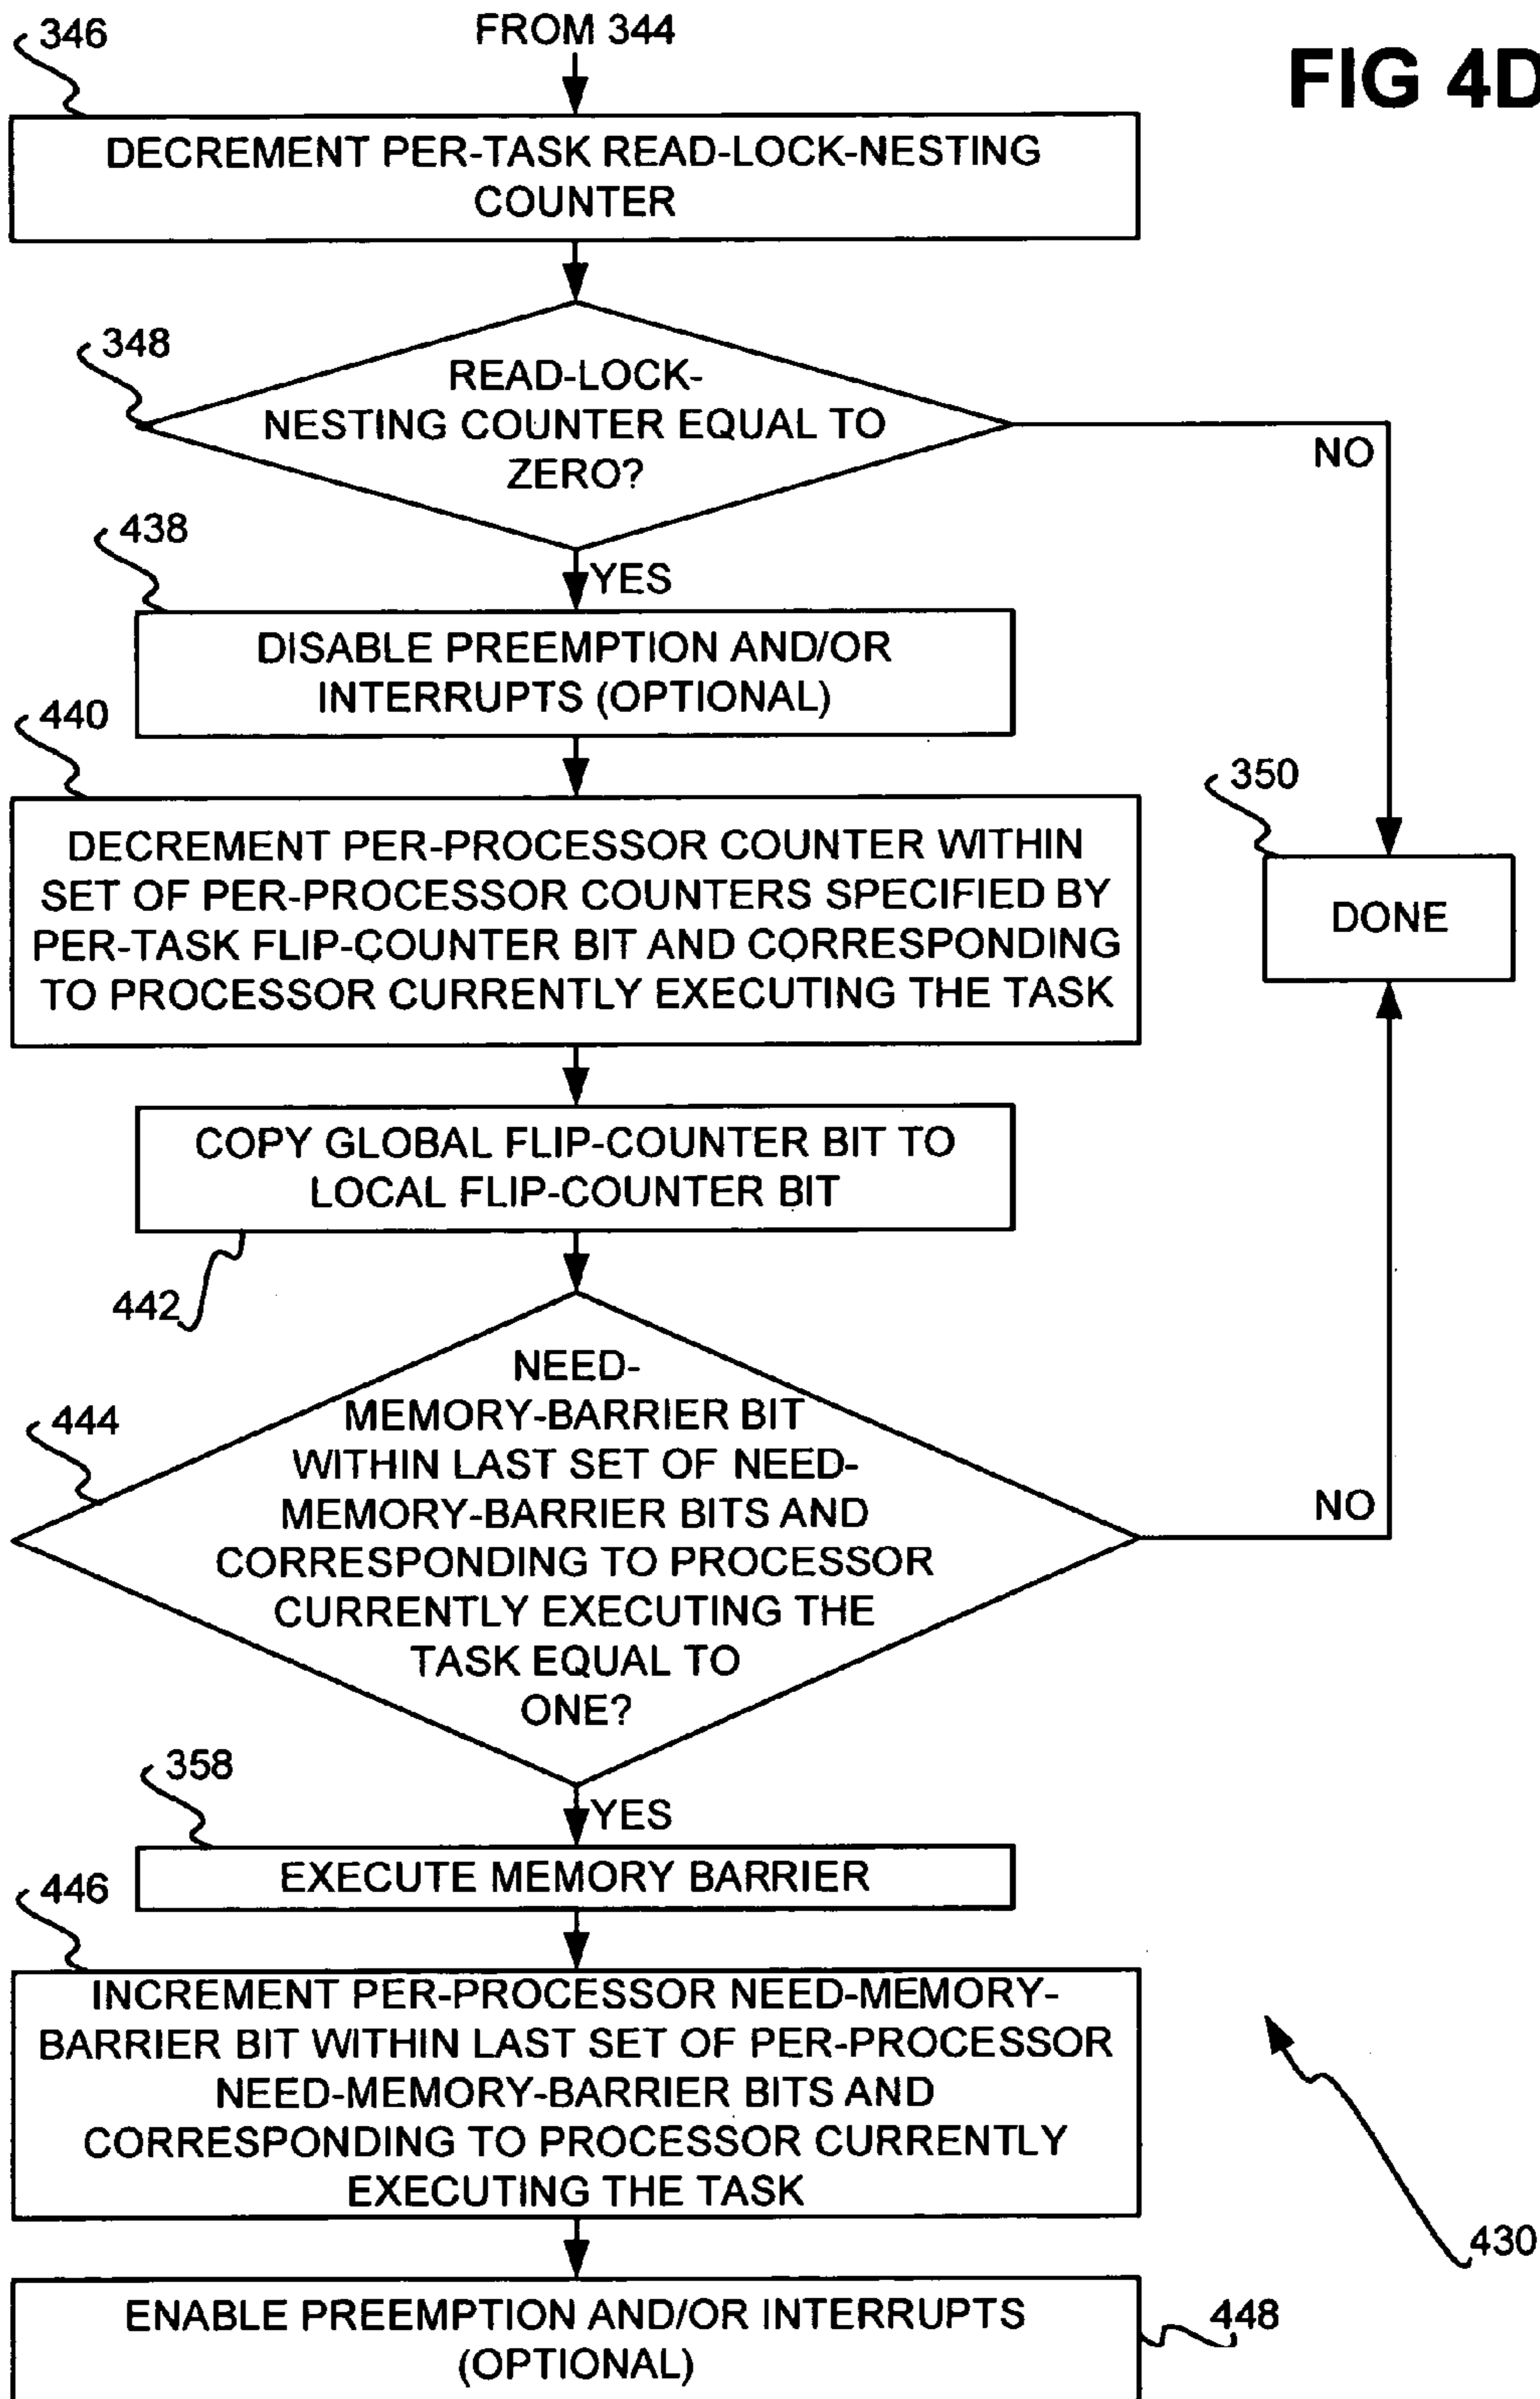 346
FROM 344
FIG 4D
DECREMENT PER-TASK READ-LOCK-NESTING
COUNTER
348
READ-LOCK-
NESTING COUNTER EQUAL TO
ZERO?
NO
438
YES
DISABLE PREEMPTION AND/OR
INTERRUPTS (OPTIONAL)
440
350
DECREMENT PER-PROCESSOR COUNTER WITHIN
SET OF PER-PROCESSOR COUNTERS SPECIFIED BY
PER-TASK FLIP-COUNTER BIT AND CORRESPONDING
TO PROCESSOR CURRENTLY EXECUTING THE TASK
DONE
COPY GLOBAL FLIP-COUNTER BIT TO
LOCAL FLIP-COUNTER BIT
442
444
NEED-
MEMORY-BARRIER BIT
WITHIN LAST SET OF NEED-
MEMORY-BARRIER BITS AND
CORRESPONDING TO PROCESSOR
CURRENTLY EXECUTING THE
TASK EQUAL TO
ONE?
NO
358
YES
EXECUTE MEMORY BARRIER
446
INCREMENT PER-PROCESSOR NEED-MEMORY-
BARRIER BIT WITHIN LAST SET OF PER-PROCESSOR
NEED-MEMORY-BARRIER BITS AND
CORRESPONDING TO PROCESSOR CURRENTLY
EXECUTING THE TASK
430
ENABLE PREEMPTION AND/OR INTERRUPTS
(OPTIONAL)
448